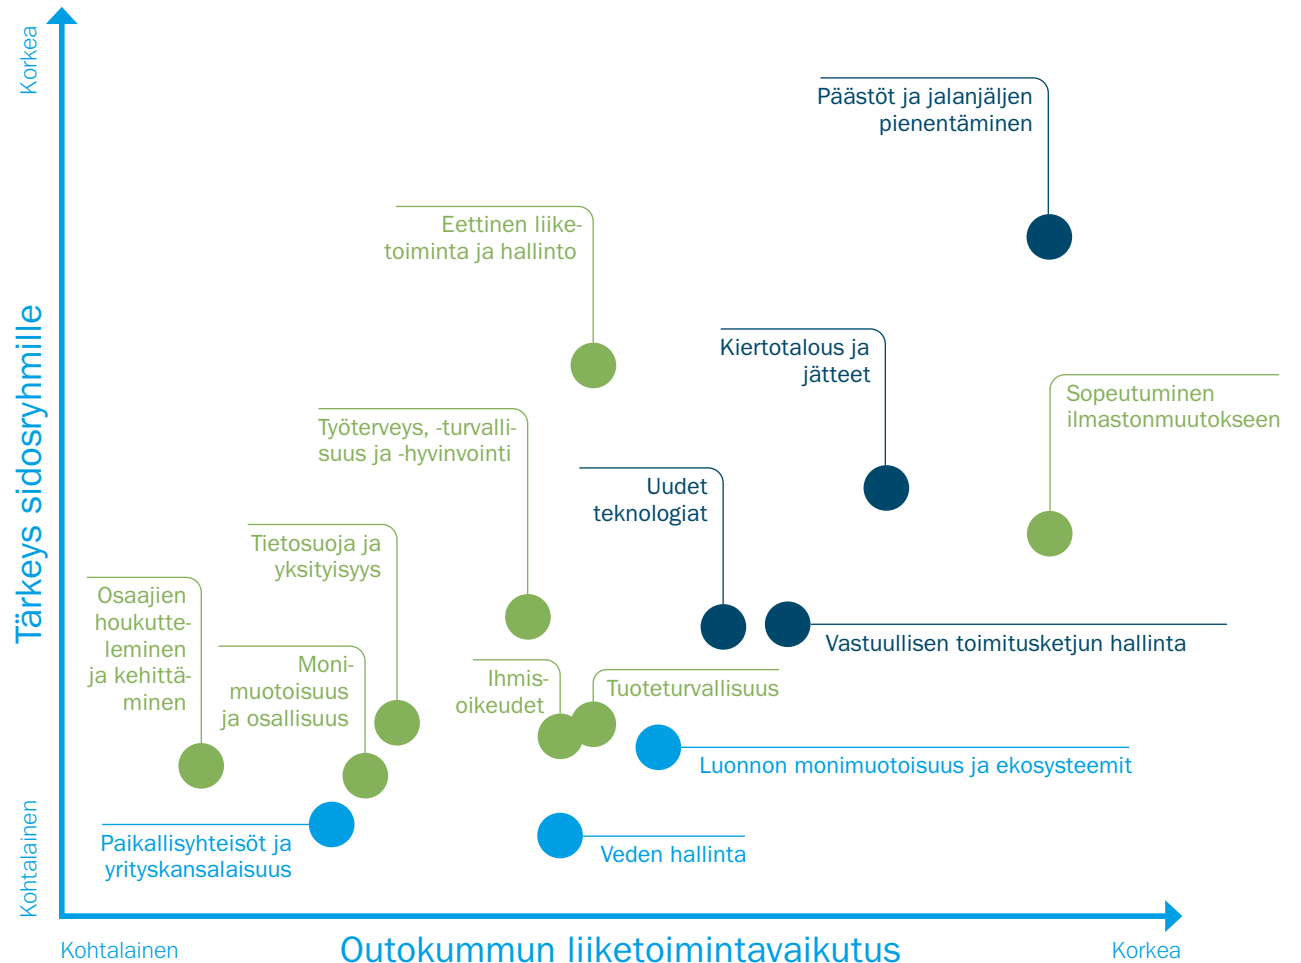 Korkea
Päästöt ja jalanjäljen
pienentäminen
Eettinen liike-
toiminta ja hallinto
Tärkeys sidosryhmille
Kiertotalous ja
jätteet
Sopeutuminen
ilmastonmuutokseen
Työterveys, -turvalli-
suus ja -hyvinvointi
Uudet
teknologiat
Tietosuoja ja
yksityisyys
Osaajien
houkutte-
leminen
ja kehittä-
minen
Moni-
muotoisuus
ja osallisuus
Vastuullisen toimitusketjun hallinta
Ihmis-
oikeudet
Tuoteturvallisuus
Luonnon monimuotoisuus ja ekosysteemit
Paikallisyhteisöt ja
yrityskansalaisuus
Veden hallinta
Kohtalainen
Kohtalainen
Outokummun liiketoimintavaikutus
Korkea